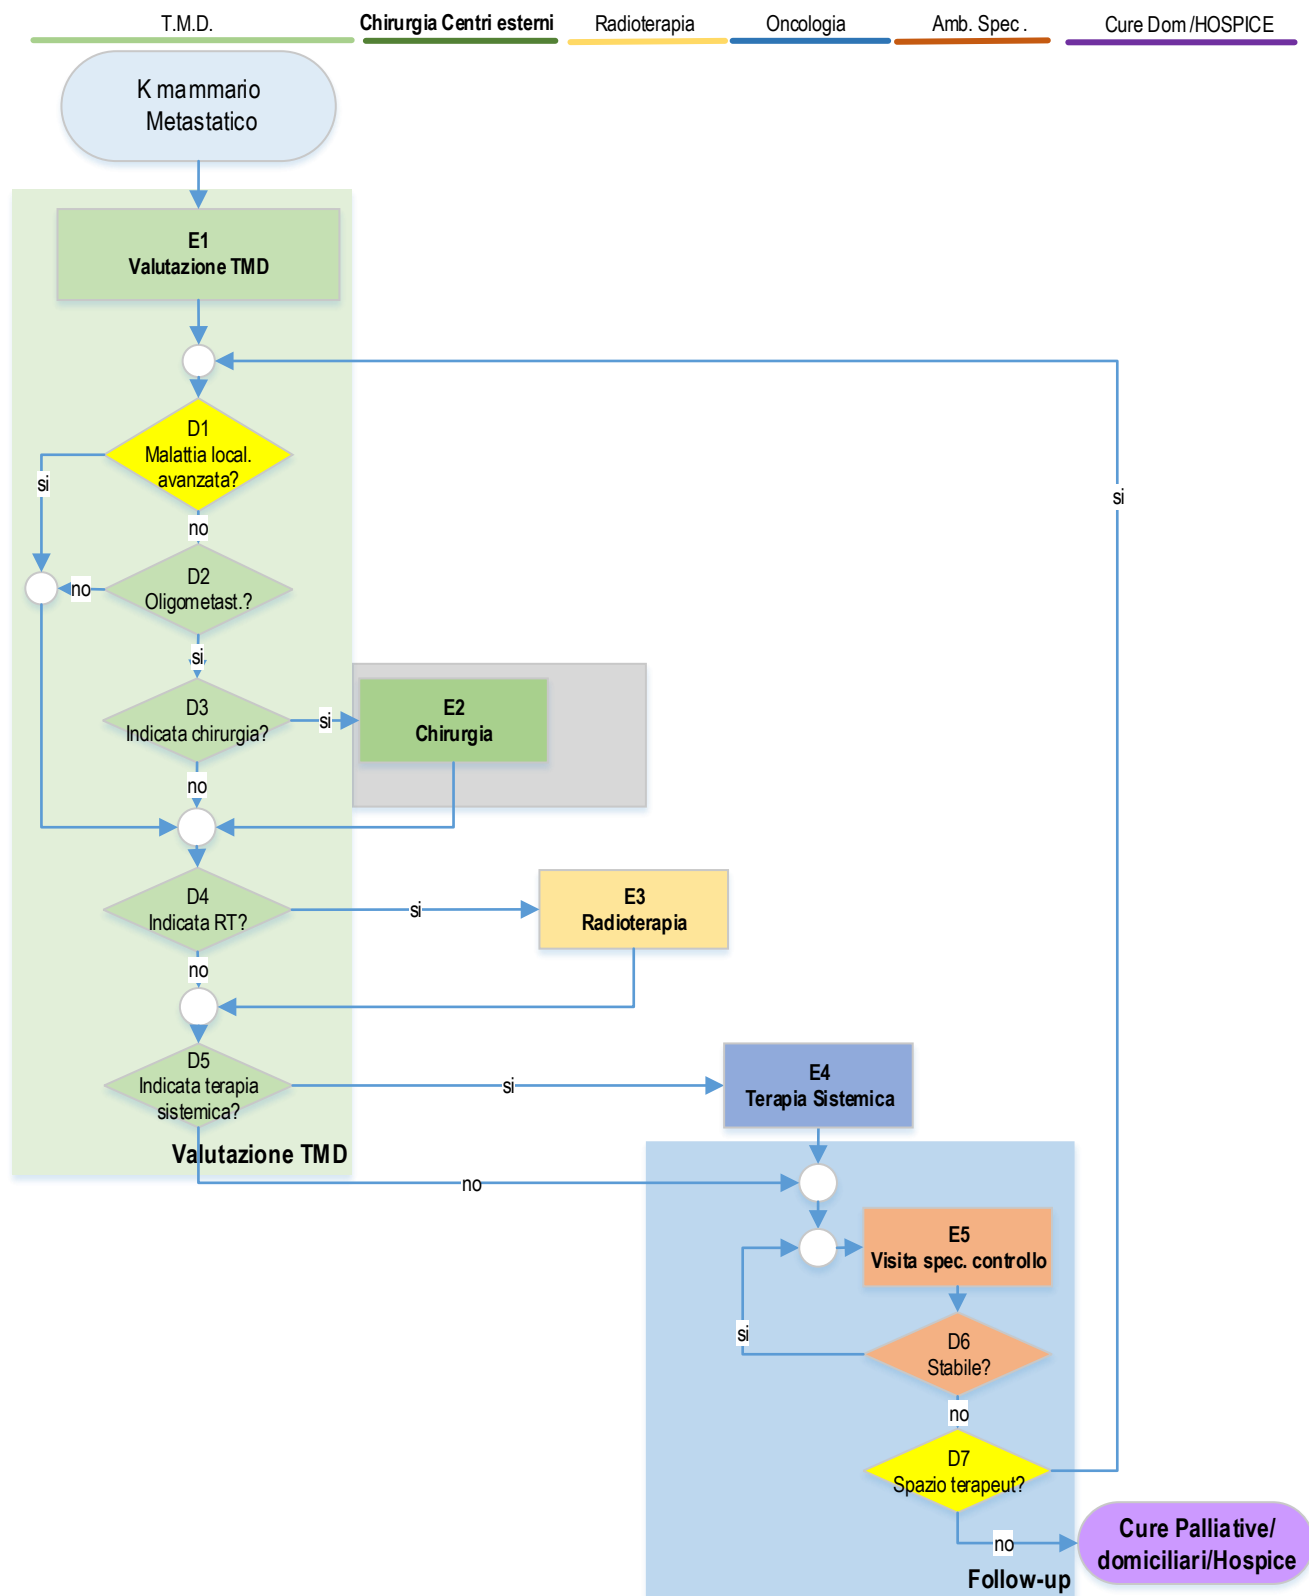 T.M.D.
Chirurgia Centri esterni
Radioterapia
Oncologia
Amb. Spec .
Cure Dom /HOSPICE
K mammario
Metastatico
E1
Valutazione TMD
D1
Malattia local.
avanzata?
si
si
no
D2
Oligometast.?
no
si
D3
Indicata chirurgia?
si
E2
Chirurgia
no
D4
Indicata RT?
si
E3
Radioterapia
no
D5
Indicata terapia
sistemica?
si
E4
Terapia Sistemica
Valutazione TMD
no
E5
Visita spec. controllo
si
D6
Stabile?
no
D7
Spazio terapeut?
no
Cure Palliative/
domiciliari/Hospice
Follow-up